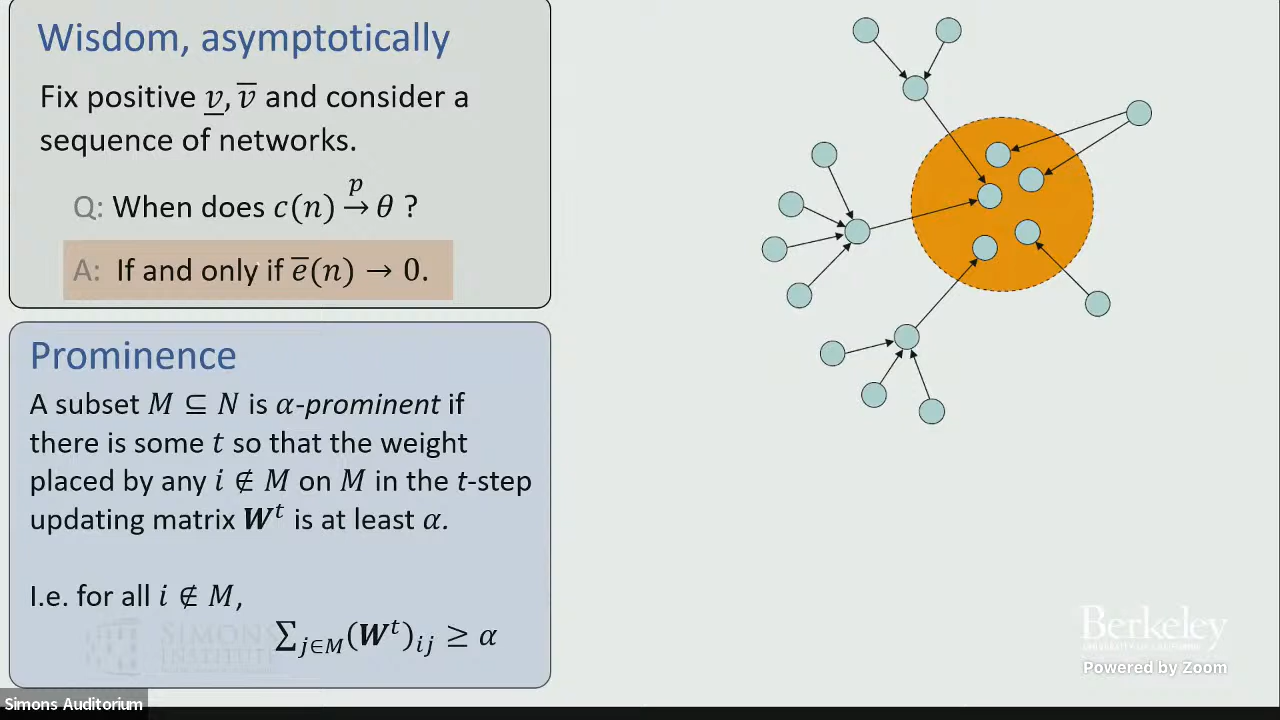 Wisdom, asymptotically
Fix positive v̲, v̅ and consider a
sequence of networks.
Q: When does c(n) →ᵖ θ ?
A: If and only if e̅(n) → 0.
Prominence
A subset M ⊆ N is α-prominent if
there is some t so that the weight
placed by any i ∉ M on M in the t-step
updating matrix Wᵗ is at least α.
I.e. for all i ∉ M,
∑_{j∈M}(Wᵗ)_{ij} ≥ α
SIMONS
INSTITUTE
Berkeley
UNIVERSITY OF CALIFORNIA
Powered by Zoom
Simons Auditorium